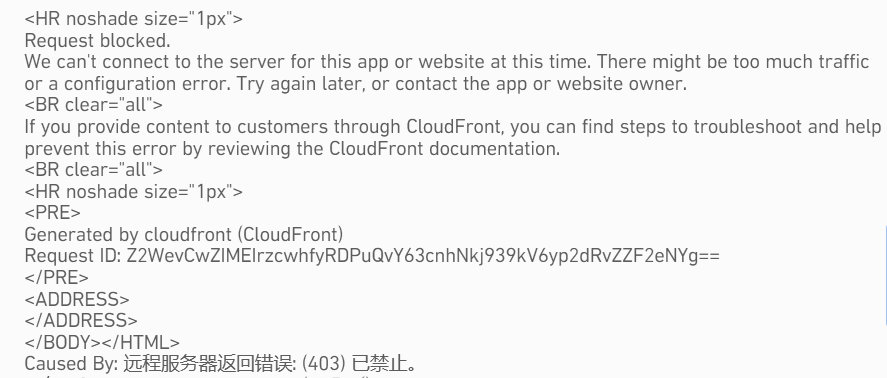 <HR noshade size="1px">
Request blocked.
We can't connect to the server for this app or website at this time. There might be too much traffic
or a configuration error. Try again later, or contact the app or website owner.
<BR clear="all">
If you provide content to customers through CloudFront, you can find steps to troubleshoot and help
prevent this error by reviewing the CloudFront documentation.
<BR clear="all">
<HR noshade size="1px">
<PRE>
Generated by cloudfront (CloudFront)
Request ID: Z2WevCwZIMEIrzcwhfyRDPuQvY63cnhNkj939kV6yp2dRvZZF2eNYg==
</PRE>
<ADDRESS>
</ADDRESS>
</BODY></HTML>
Caused By: 远程服务器返回错误: (403) 已禁止。